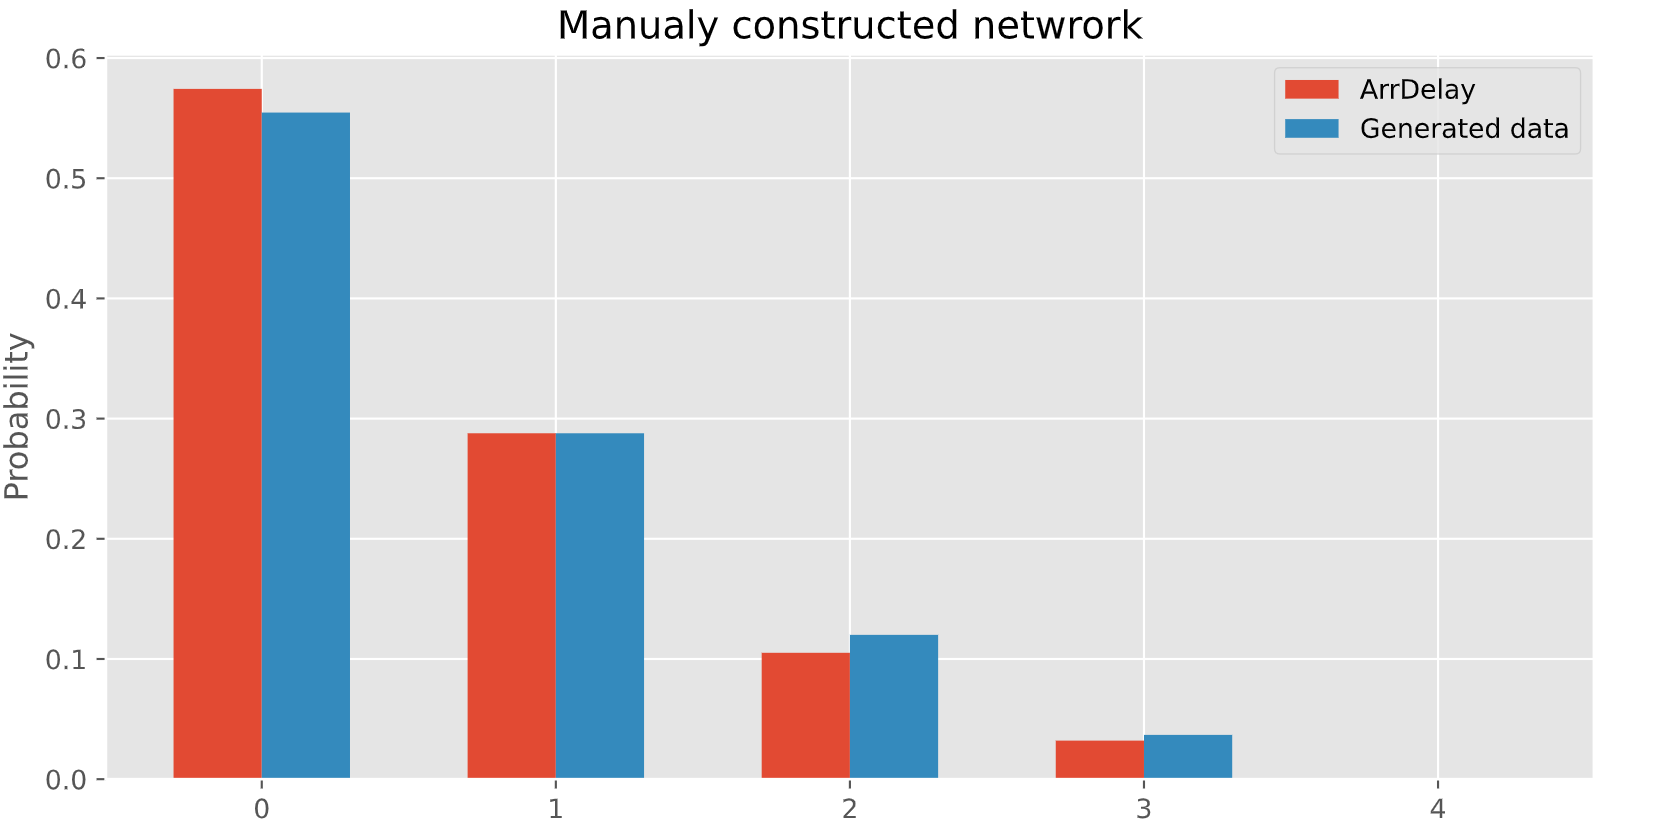 Manualy constructed netwrork
ArrDelay
Generated data
Probability
0.6
0.5
0.4
0.3
0.2
0.1
0.0
0 1 2 3 4